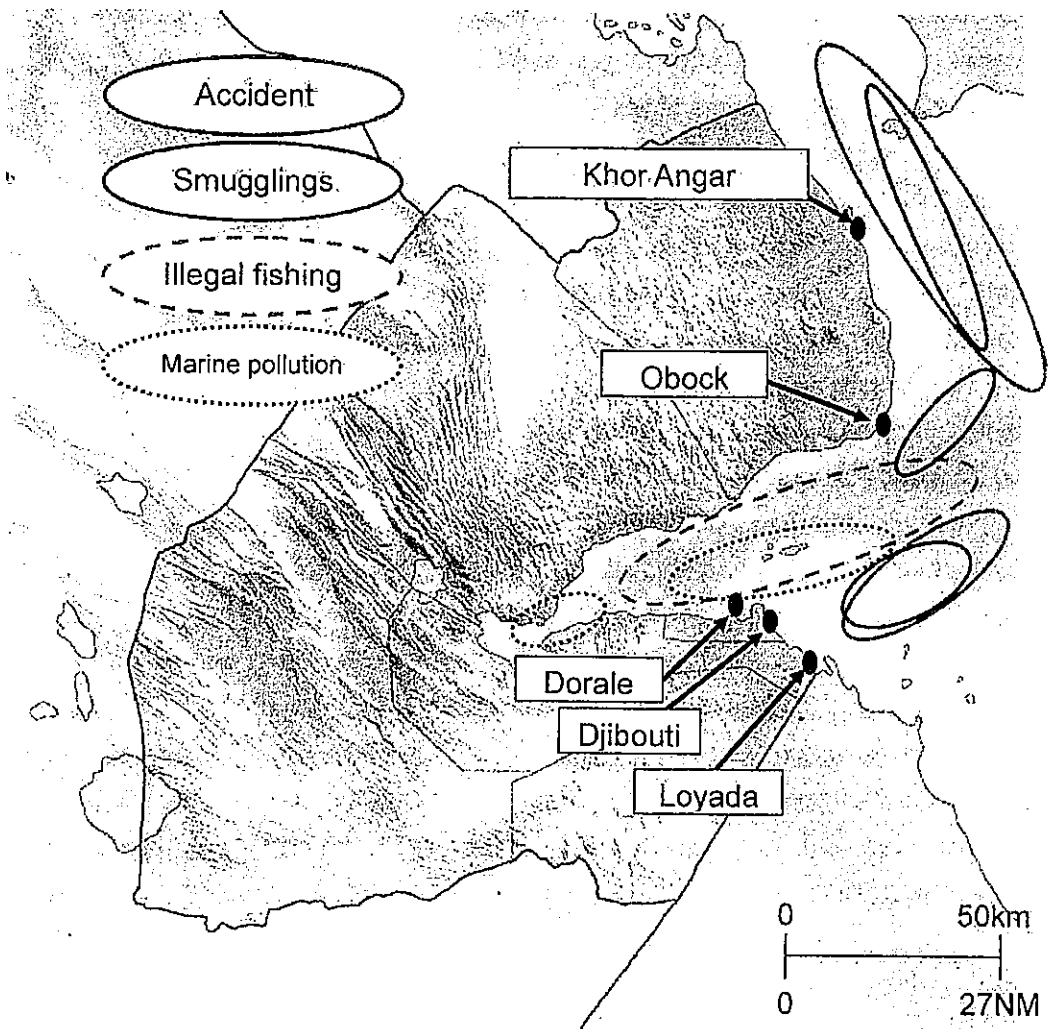 Accident
Smugglings
Illegal fishing
Marine pollution
Khor Angar
Obock
Dorale
Djibouti
Loyada
0 50km
0 27NM